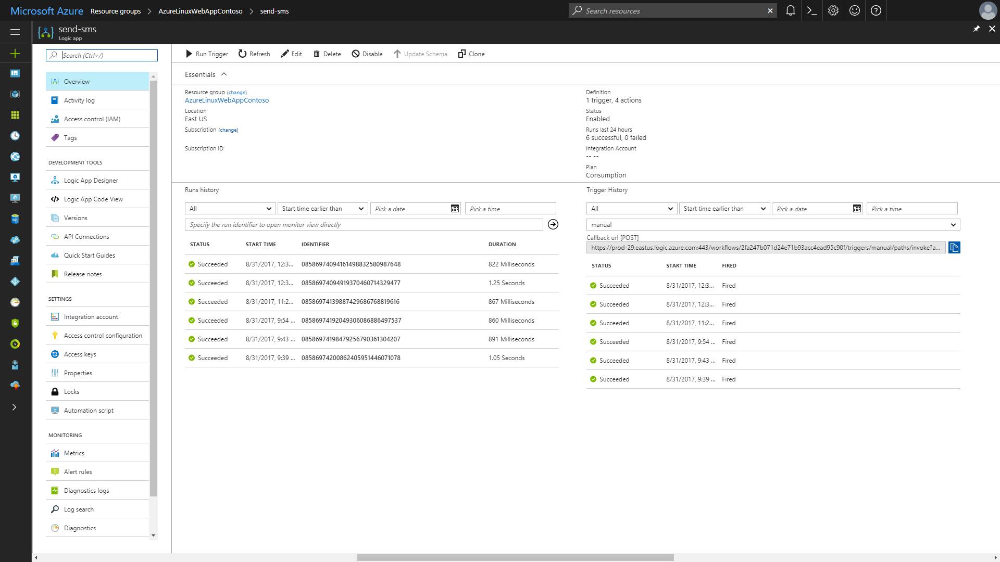 Microsoft Azure Resource groups AzureLinuxWebAppContoso send-sms
Search resources
send-sms
Logic app
Search (Ctrl+/)
Overview
Activity log
Access control (IAM)
Tags
DEVELOPMENT TOOLS
Logic App Designer
Logic App Code View
Versions
API Connections
Quick Start Guides
Release notes
SETTINGS
Integration account
Access control configuration
Access keys
Properties
Locks
Automation script
MONITORING
Metrics
Alert rules
Diagnostics logs
Log search
Diagnostics
Run Trigger Refresh Edit Delete Disable Update Schema Clone
Essentials
Resource group (change)
AzureLinuxWebAppContoso
Location
East US
Subscription (change)
Subscription ID
Definition
1 trigger, 4 actions
Status
Enabled
Runs last 24 hours
6 successful, 0 failed
Integration Account
-- --
Plan
Consumption
Runs history
All Start time earlier than Pick a date Pick a time
Specify the run identifier to open monitor view directly
STATUS START TIME IDENTIFIER DURATION
Succeeded 8/31/2017, 12:3... 08586974094161498832580987648 822 Milliseconds
Succeeded 8/31/2017, 12:3... 08586974094919370460714329477 1.25 Seconds
Succeeded 8/31/2017, 11:2... 08586974139887429686768819616 867 Milliseconds
Succeeded 8/31/2017, 9:54 ... 08586974192049306086886497537 860 Milliseconds
Succeeded 8/31/2017, 9:43 ... 08586974198479256790361304207 891 Milliseconds
Succeeded 8/31/2017, 9:39 ... 08586974200862405951446071078 1.05 Seconds
Trigger History
All Start time earlier than Pick a date Pick a time
manual
Callback url [POST]
https://prod-29.eastus.logic.azure.com:443/workflows/2fa247b071d24e71b93acc4ead95c90f/triggers/manual/paths/invoke?a...
STATUS START TIME FIRED
Succeeded 8/31/2017, 12:3... Fired
Succeeded 8/31/2017, 12:3... Fired
Succeeded 8/31/2017, 11:2... Fired
Succeeded 8/31/2017, 9:54 ... Fired
Succeeded 8/31/2017, 9:43 ... Fired
Succeeded 8/31/2017, 9:39 ... Fired